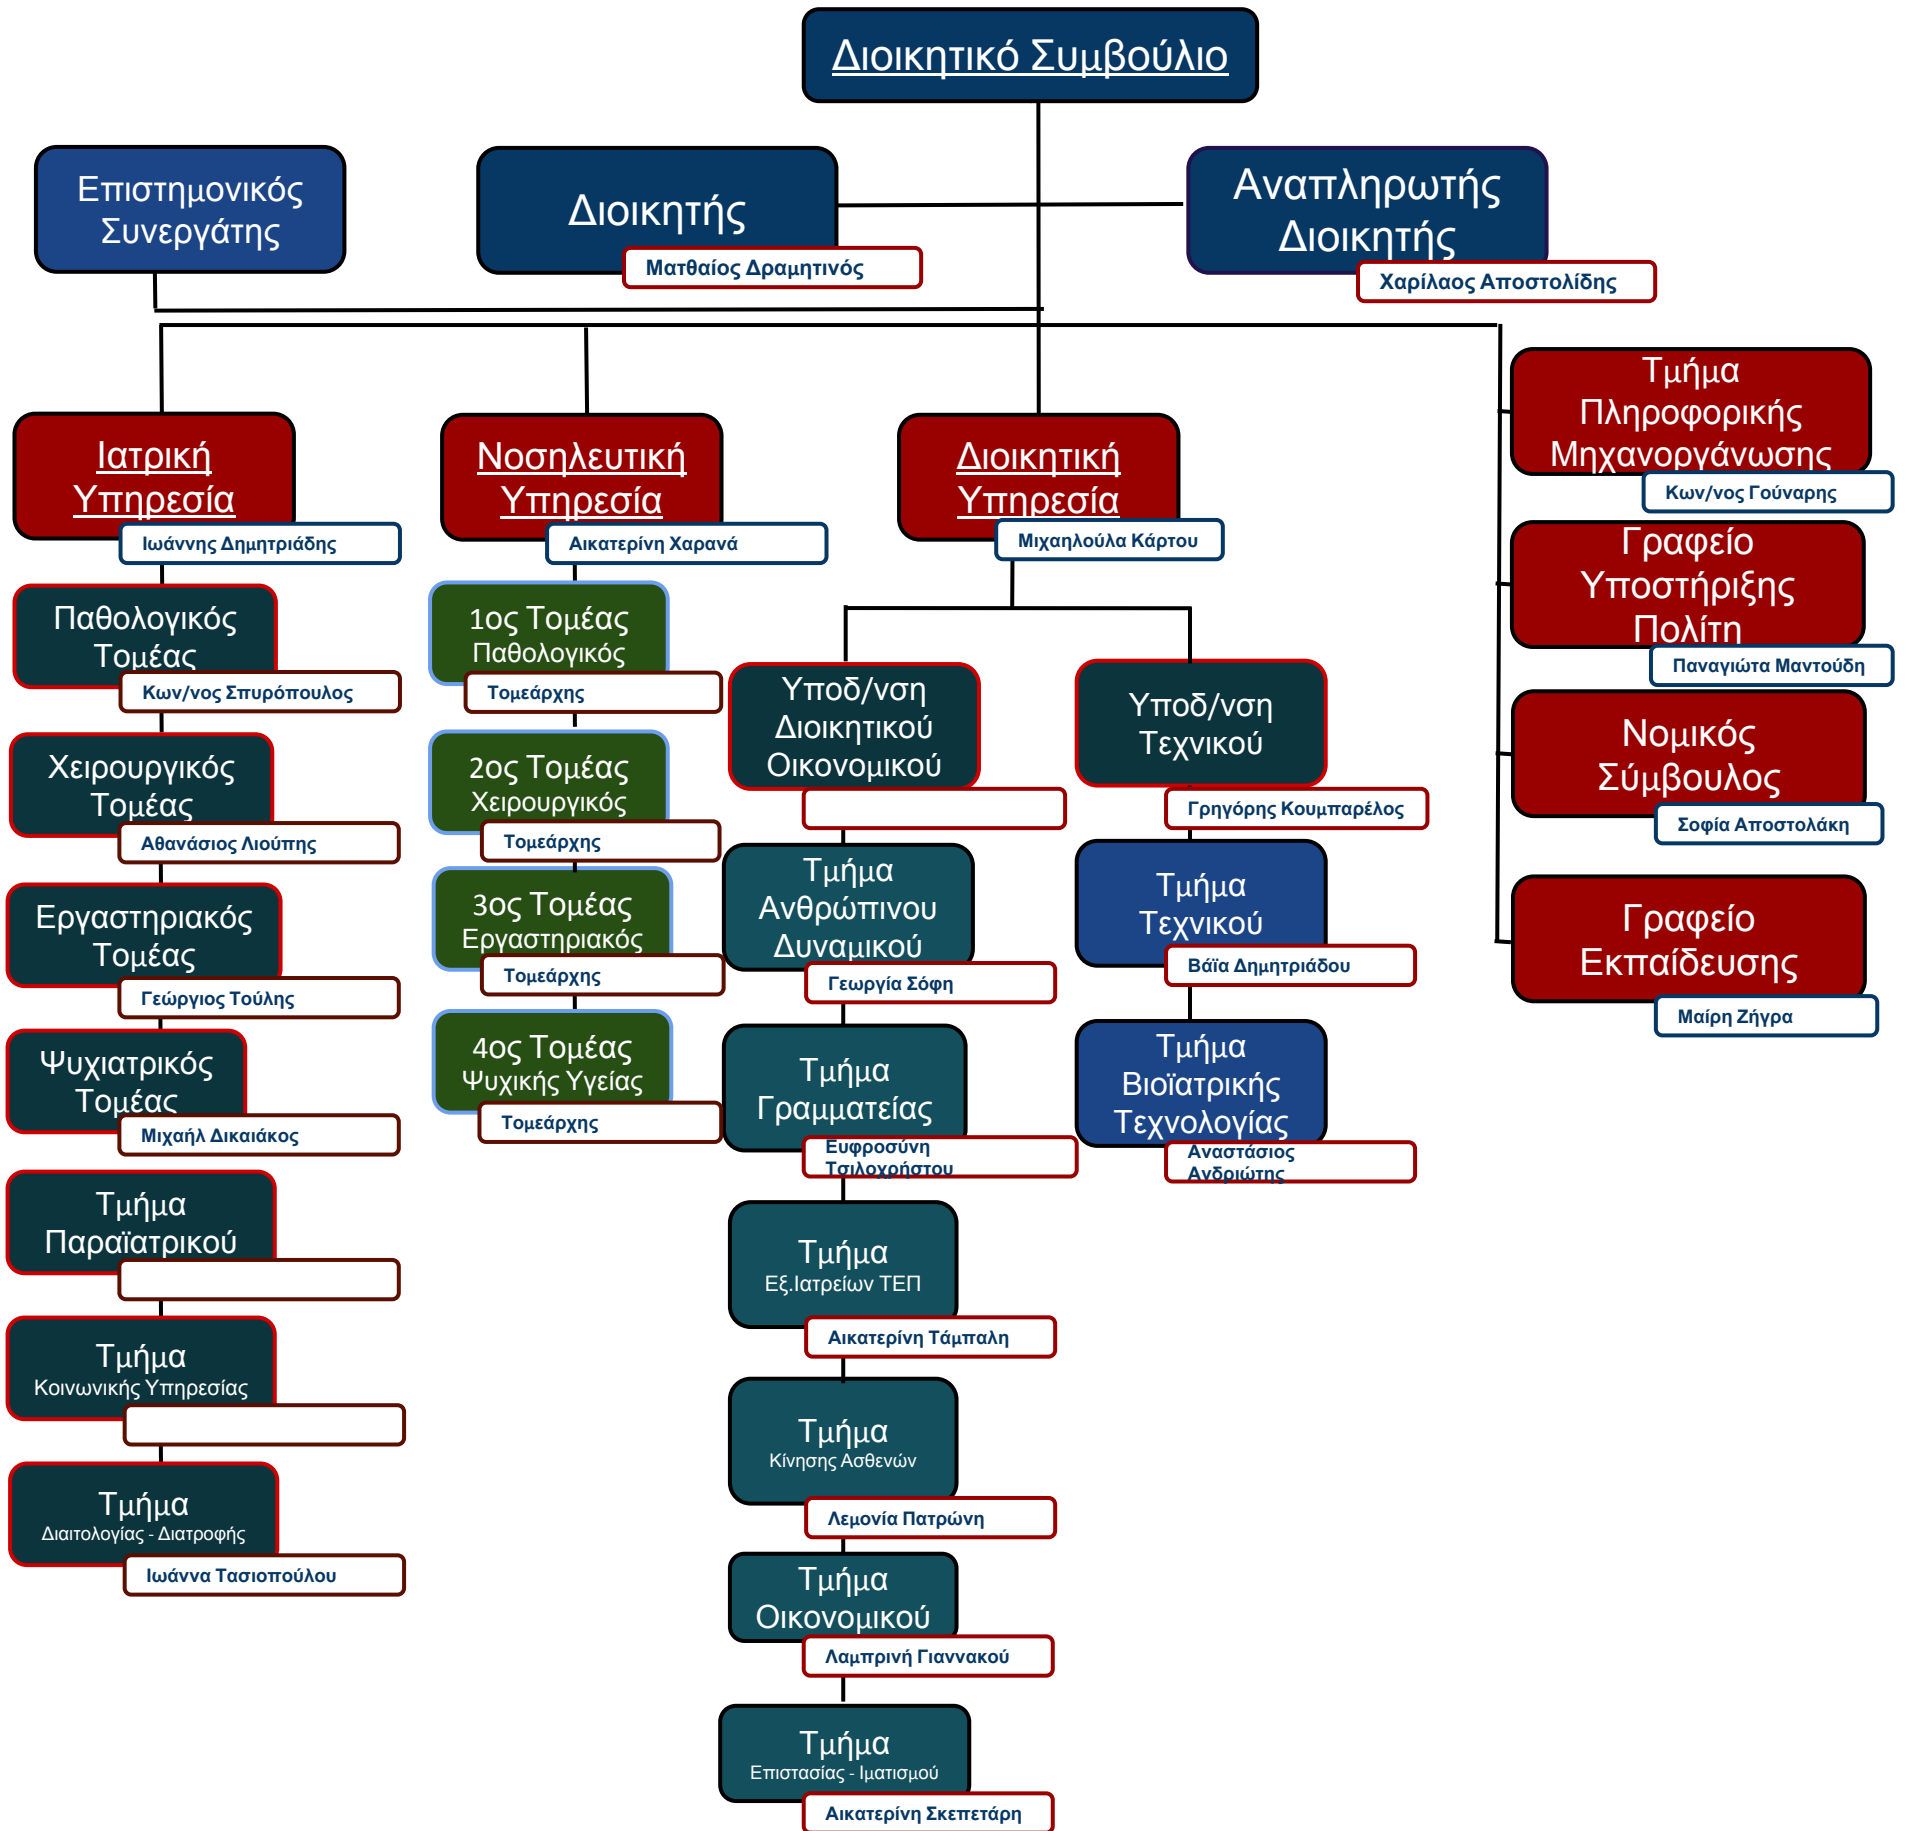 Διοικητικό Συμβούλιο
Επιστημονικός
Συνεργάτης
Διοικητής
Ματθαίος Δραμητινός
Αναπληρωτής
Διοικητής
Χαρίλαος Αποστολίδης
Ιατρική
Υπηρεσία
Ιωάννης Δημητριάδης
Παθολογικός
Τομέας
Κων/νος Σπυρόπουλος
Χειρουργικός
Τομέας
Αθανάσιος Λιούπης
Εργαστηριακός
Τομέας
Γεώργιος Τούλης
Ψυχιατρικός
Τομέας
Μιχαήλ Δικαιάκος
Τμήμα
Παραϊατρικού
Τμήμα
Κοινωνικής Υπηρεσίας
Τμήμα
Διαιτολογίας - Διατροφής
Ιωάννα Τασιοπούλου
Νοσηλευτική
Υπηρεσία
Αικατερίνη Χαρανά
1ος Τομέας
Παθολογικός
Τομεάρχης
2ος Τομέας
Χειρουργικός
Τομεάρχης
3ος Τομέας
Εργαστηριακός
Τομεάρχης
4ος Τομέας
Ψυχικής Υγείας
Τομεάρχης
Διοικητική
Υπηρεσία
Μιχαηλούλα Κάρτου
Υποδ/νση
Διοικητικού
Οικονομικού
Τμήμα
Ανθρώπινου
Δυναμικού
Γεωργία Σόφη
Τμήμα
Γραμματείας
Ευφροσύνη
Τσιλοχρήστου
Τμήμα
Εξ.Ιατρείων ΤΕΠ
Αικατερίνη Τάμπαλη
Τμήμα
Κίνησης Ασθενών
Λεμονία Πατρώνη
Τμήμα
Οικονομικού
Λαμπρινή Γιαννακού
Τμήμα
Επιστασίας - Ιματισμού
Αικατερίνη Σκεπετάρη
Υποδ/νση
Τεχνικού
Γρηγόρης Κουμπαρέλος
Τμήμα
Τεχνικού
Βάϊα Δημητριάδου
Τμήμα
Βιοϊατρικής
Τεχνολογίας
Αναστάσιος
Ανδριώτης
Τμήμα
Πληροφορικής
Μηχανοργάνωσης
Κων/νος Γούναρης
Γραφείο
Υποστήριξης
Πολίτη
Παναγιώτα Μαντούδη
Νομικός
Σύμβουλος
Σοφία Αποστολάκη
Γραφείο
Εκπαίδευσης
Μαίρη Ζήγρα